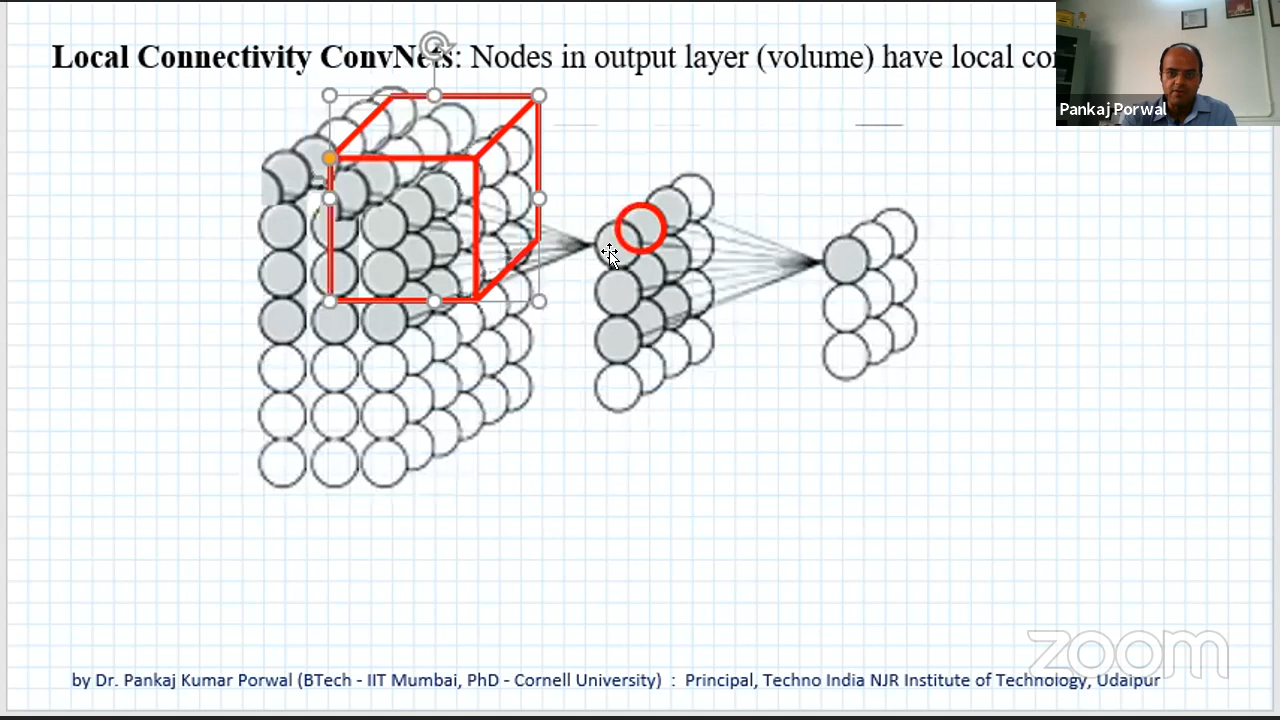 Local Connectivity ConvNets: Nodes in output layer (volume) have local
Pankaj Porwal
zoom
by Dr. Pankaj Kumar Porwal (BTech - IIT Mumbai, PhD - Cornell University) : Principal, Techno India NJR Institute of Technology, Udaipur